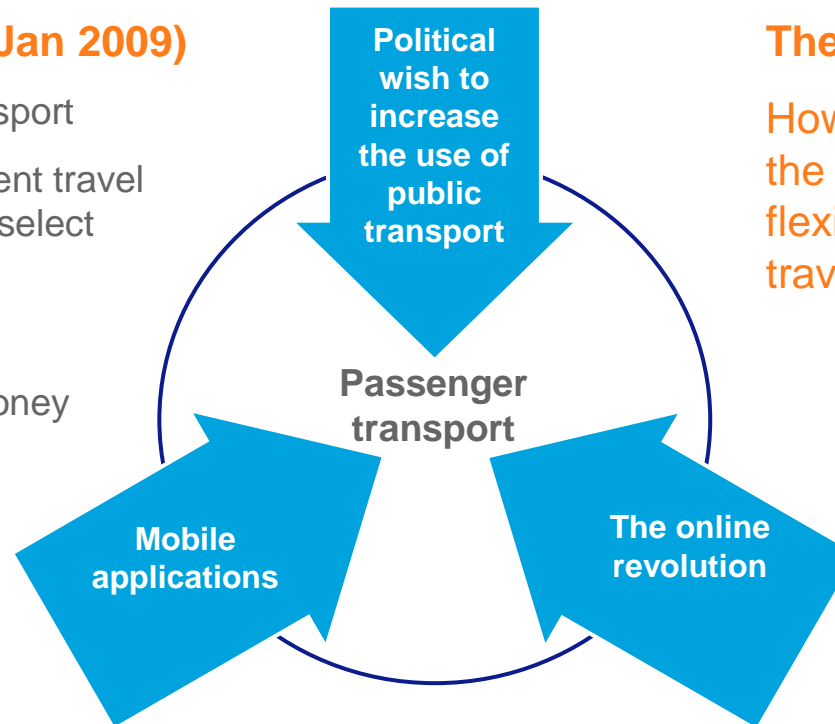 Jan 2009)
sport
ent travel
select
oney
Political
wish to
increase
the use of
public
transport
Passenger
transport
Mobile
applications
The online
revolution
The
How
the
flexi
trav